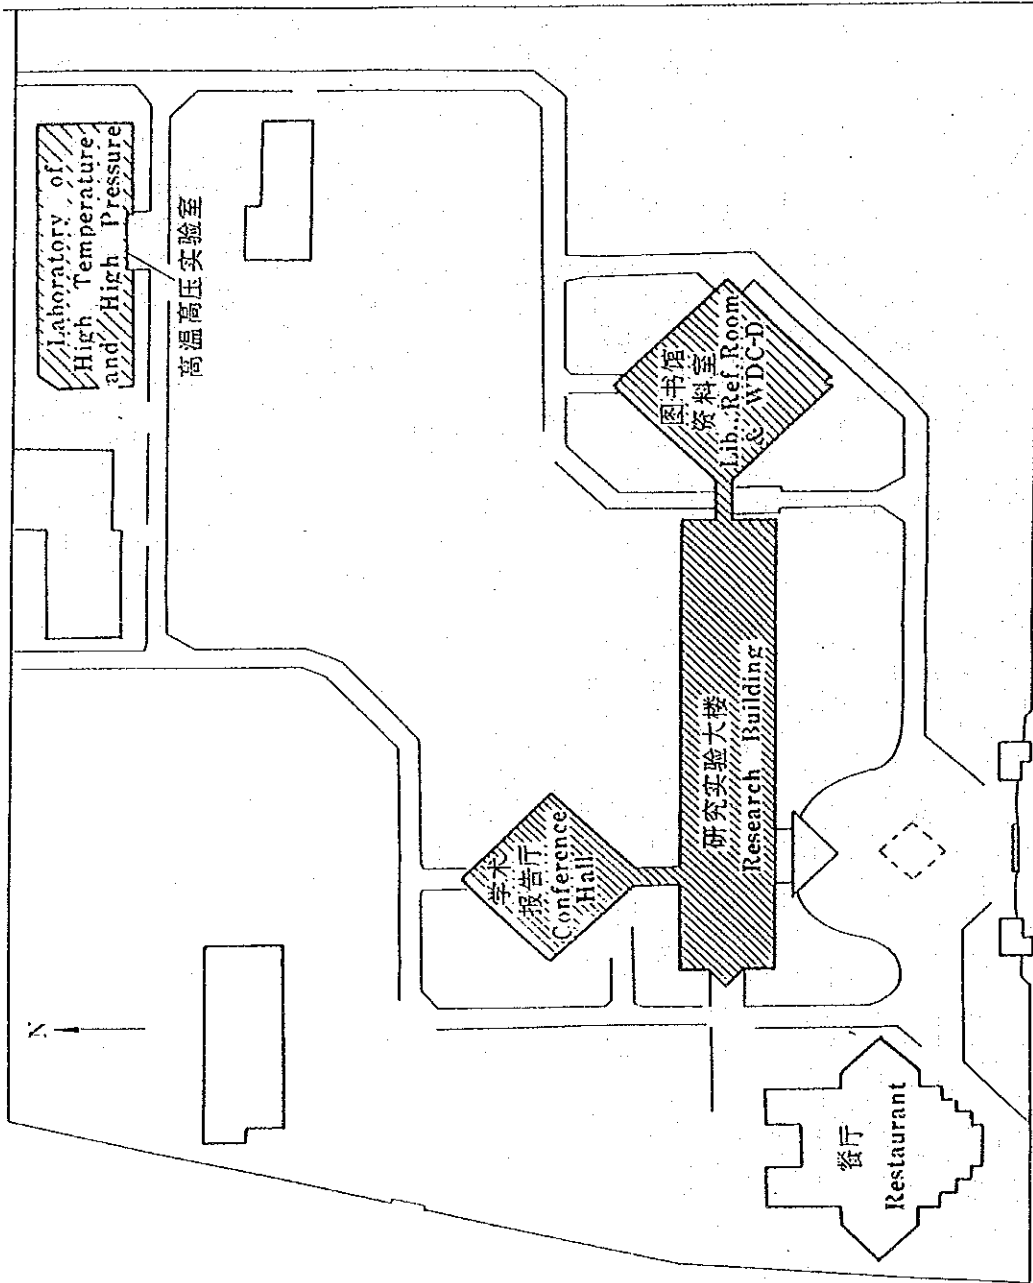 Laboratory of
High Temperature
and High Pressure
高温高压实验室
图书馆
资料室
Lib. Ref. Room
& WDC-D
学术
报告厅
Conference
Hall
研究实验大楼
Research Building
N
餐厅
Restaurant